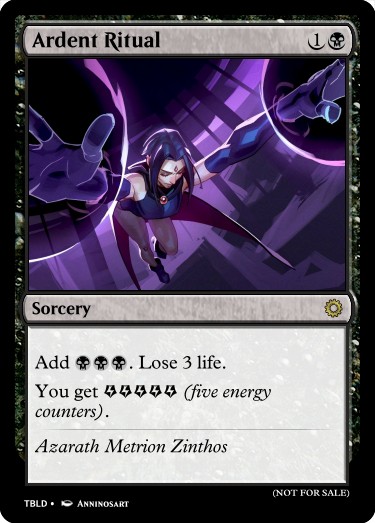 Ardent Ritual 1
Sorcery
Add. Lose 3 life.
You get (five energy
counters).
Azarath Metrion Zinthos
(NOT FOR SALE)
TBLD • Anninosart